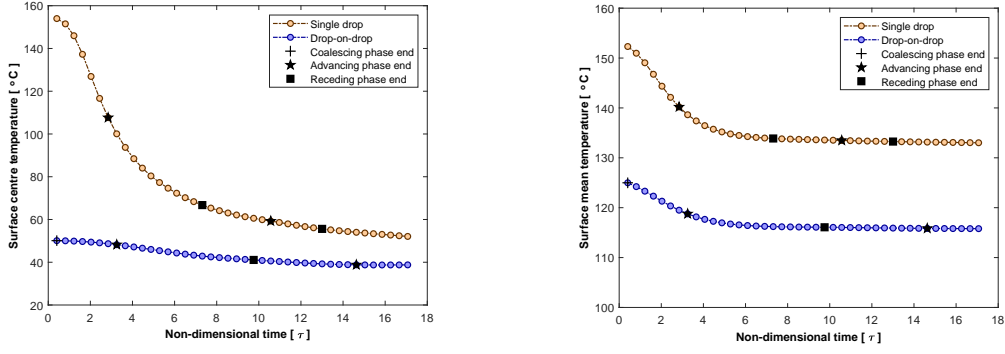 160
140
120
100
80
60
40
20
0 2 4 6 8 10 12 14 16 18
Surface centre temperature [ °C]
Non-dimensional time [ τ ]
Single drop
Drop-on-drop
Coalescing phase end
Advancing phase end
Receding phase end
160
150
140
130
120
110
100
0 2 4 6 8 10 12 14 16 18
Surface mean temperature [ °C]
Non-dimensional time [ τ ]
Single drop
Drop-on-drop
Coalescing phase end
Advancing phase end
Receding phase end